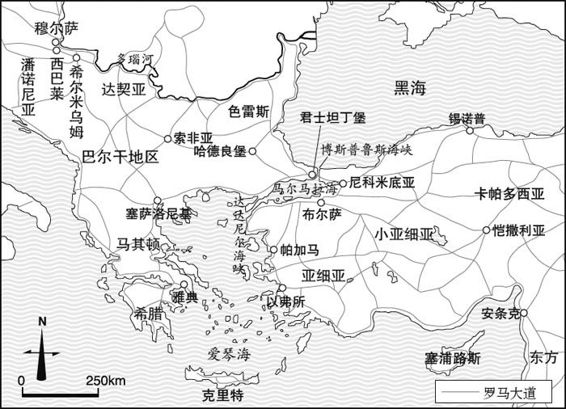 穆尔萨
潘诺尼亚
西巴莱
希尔米乌姆
多瑙河
达契亚
黑海
色雷斯
君士坦丁堡
锡诺普
索非亚
哈德良堡
博斯普鲁斯海峡
巴尔干地区
马尔马拉海
尼科米底亚
卡帕多西亚
塞萨洛尼基
达达尼尔海峡
布尔萨
小亚细亚
恺撒利亚
马其顿
帕加马
亚细亚
雅典
以弗所
希腊
安条克
N
爱琴海
塞浦路斯
东方
0
250km
克里特
罗马大道